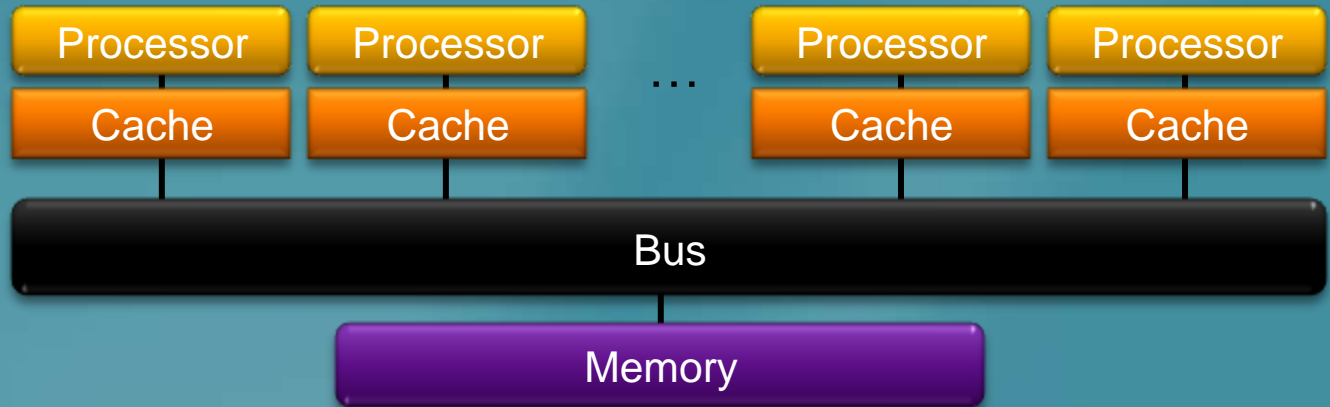 Processor Processor Processor Processor
…
Cache Cache Cache Cache
Bus
Memory